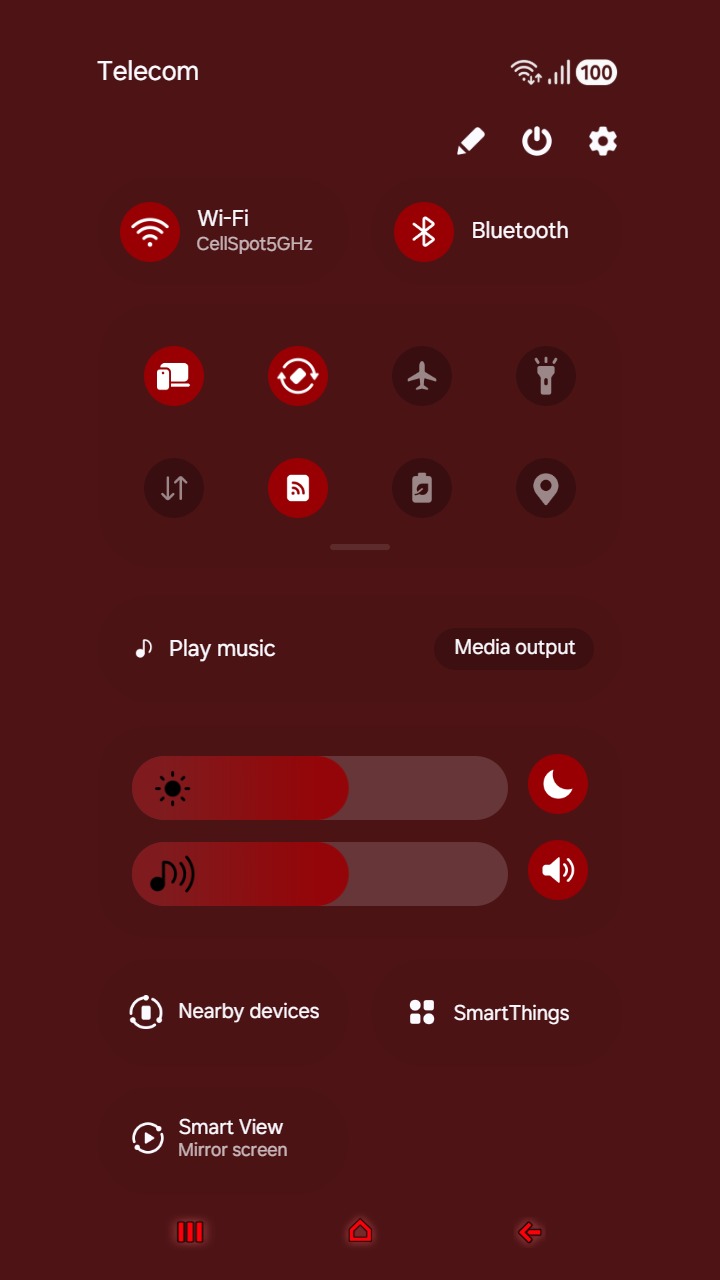 Telecom
100
Wi-Fi
CellSpot5GHz
Bluetooth
Play music
Media output
Nearby devices
SmartThings
Smart View
Mirror screen